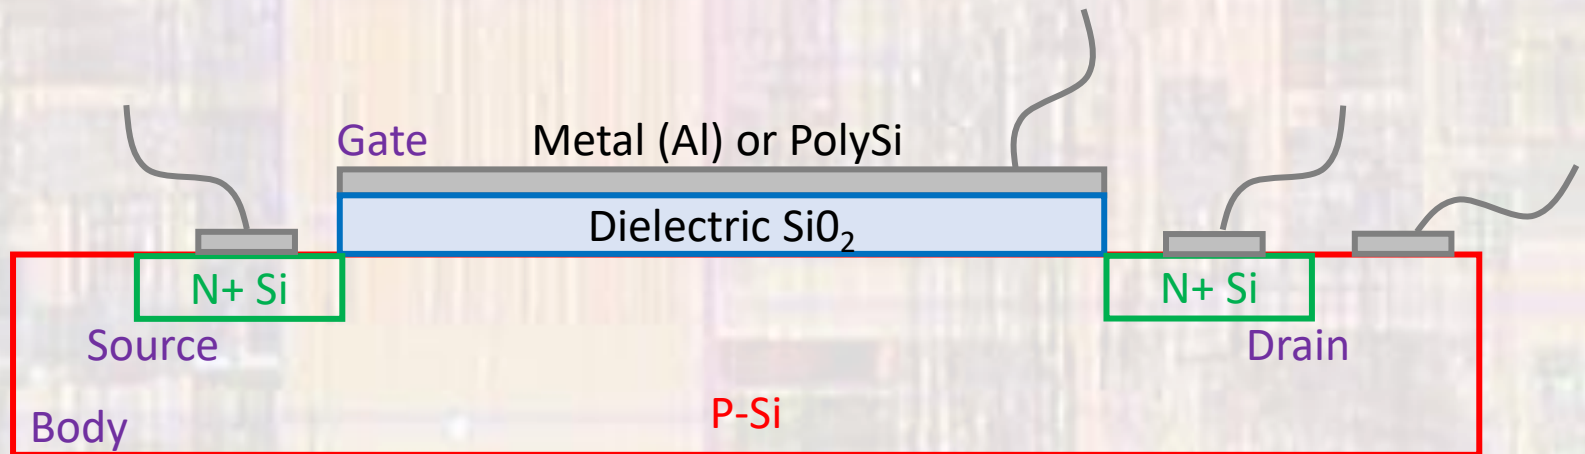 Gate
Metal (Al) or PolySi
Dielectric Si0₂
N+ Si
N+ Si
Source
Drain
P-Si
Body